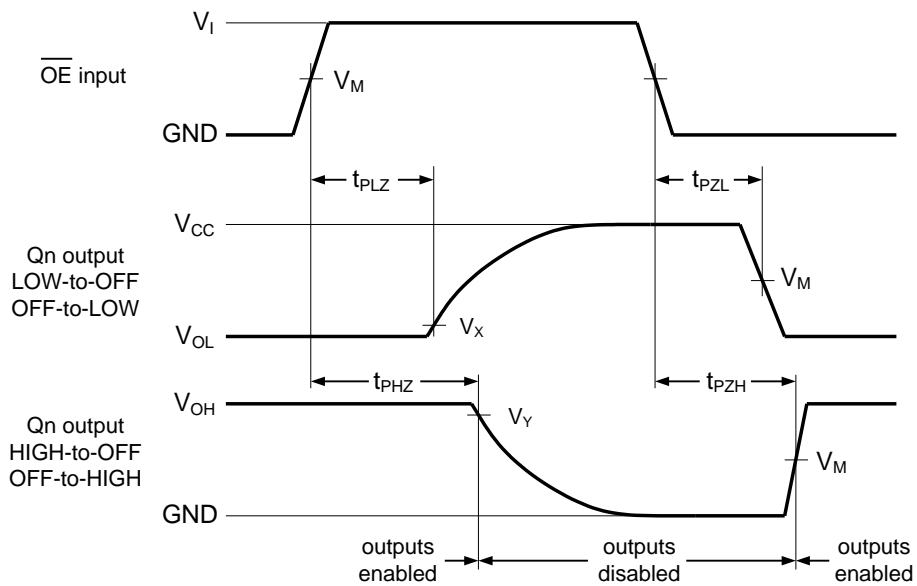 V_I
OE input
V_M
GND
t_PLZ
t_PZL
V_CC
Qn output
LOW-to-OFF
OFF-to-LOW
V_M
V_X
V_OL
t_PHZ
t_PZH
V_OH
V_Y
Qn output
HIGH-to-OFF
OFF-to-HIGH
V_M
GND
outputs
enabled
outputs
disabled
outputs
enabled